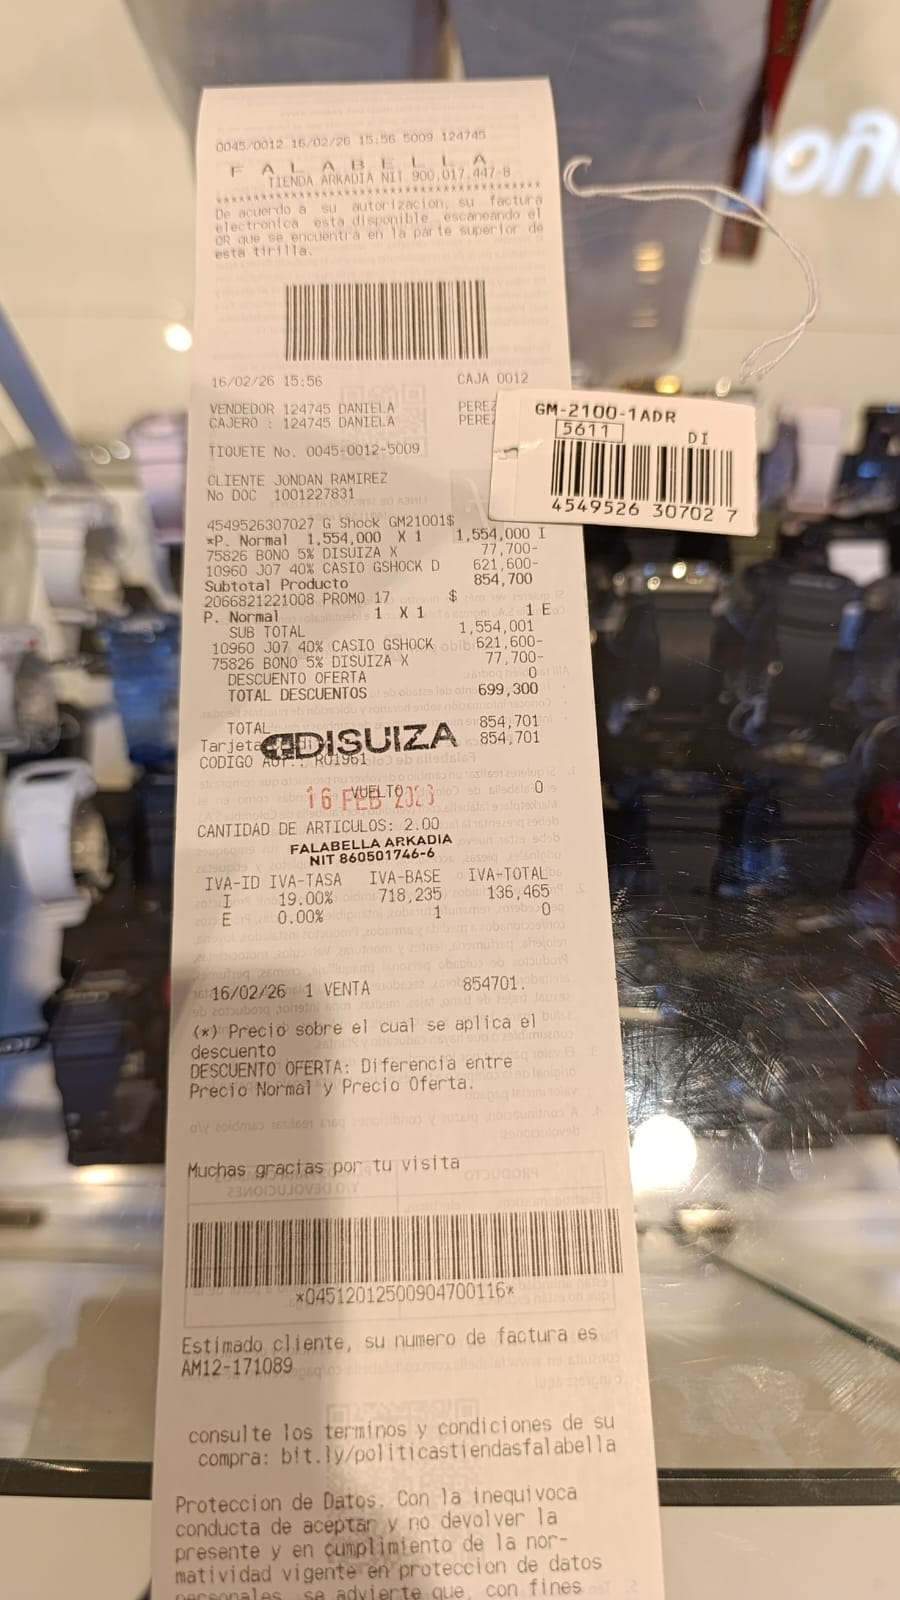 0045/0012 16/02/26 15:56 5009 124745
F A L A B E L L A
TIENDA ARKADIA NIT 900,017,447-8
****************************************
De acuerdo a su autorizacion, su factura
electronica esta disponible escaneando el
QR que se encuentra en la parte superior de
esta tirilla.
16/02/26 15:56 CAJA 0012
VENDEDOR 124745 DANIELA PEREZ
CAJERO : 124745 DANIELA PEREZ
TIQUETE No. 0045-0012-5009
CLIENTE JONDAN RAMIREZ
No DOC 1001227831
4549526307027 G Shock GM21001$
*P. Normal 1,554,000 X 1 1,554,000 I
75826 BONO 5% DISUIZA X 77,700-
10960 J07 40% CASIO GSHOCK D 621,600-
Subtotal Producto 854,700
2066821221008 PROMO 17 $
P. Normal 1 X 1 1 E
SUB TOTAL 1,554,001
10960 J07 40% CASIO GSHOCK 621,600-
75826 BONO 5% DISUIZA X 77,700-
DESCUENTO OFERTA 0
TOTAL DESCUENTOS 699,300
TOTAL 854,701
Tarjeta 854,701
DISUIZA
CODIGO R01961
VUELTO 0
16 FEB
CANTIDAD DE ARTICULOS: 2.00
FALABELLA ARKADIA
NIT 860501746-6
IVA-ID IVA-TASA IVA-BASE IVA-TOTAL
I 19.00% 718,235 136,465
E 0.00% 1 0
16/02/26 1 VENTA 854701.
(*) Precio sobre el cual se aplica el
descuento
DESCUENTO OFERTA: Diferencia entre
Precio Normal y Precio Oferta.
Muchas gracias por tu visita
*04512012500904700116*
Estimado cliente, su numero de factura es
AM12-171089
consulte los terminos y condiciones de su
compra: bit.ly/politicastiendasfalabella
Proteccion de Datos. Con la inequivoca
conducta de aceptar y no devolver la
presente y en cumplimiento de la nor-
matividad vigente en proteccion de datos
personales, se advierte que, con fines
GM-2100-1ADR
5611
DI
4549526 30702 7